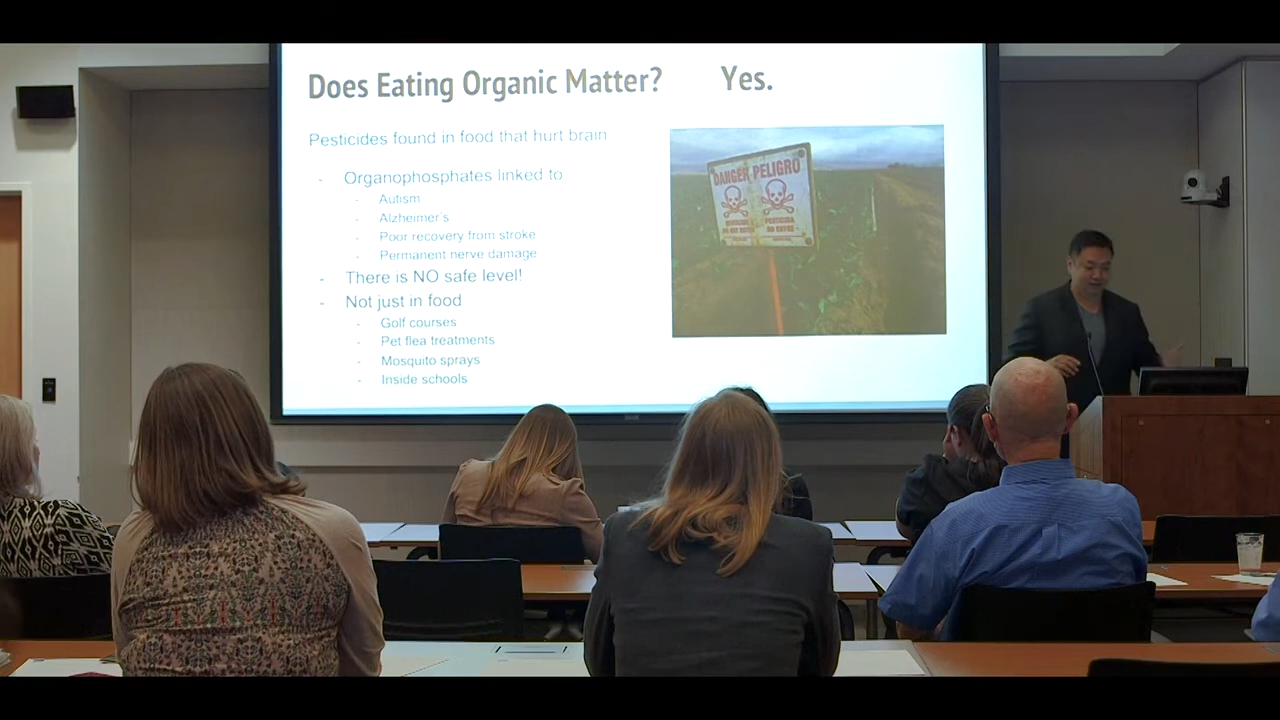 Does Eating Organic Matter? Yes.
Pesticides found in food that hurt brain
- Organophosphates linked to
- Autism
- Alzheimer's
- Poor recovery from stroke
- Permanent nerve damage
- There is NO safe level!
- Not just in food
- Golf courses
- Pet flea treatments
- Mosquito sprays
- Inside schools
DANGER PELIGRO